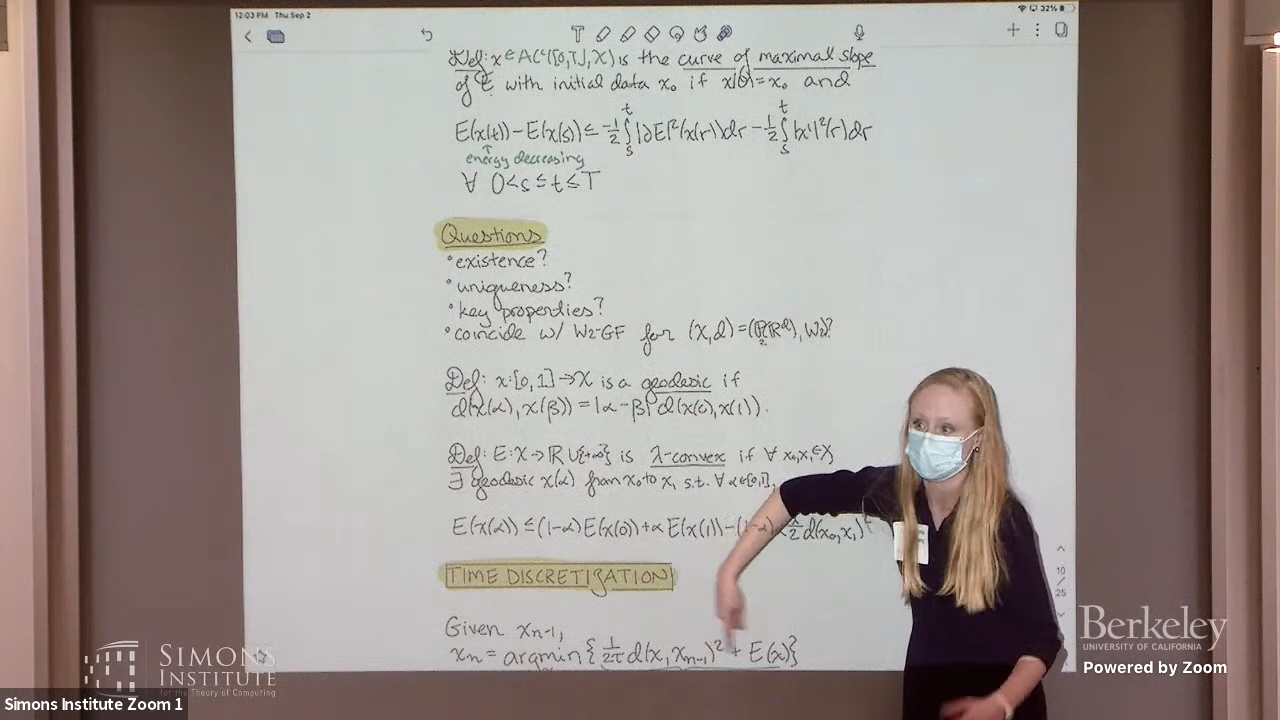 12:03 PM Thu Sep 2
32%
Def: x ∈ AC²([0,T], X) is the curve of maximal slope
of E with initial data x₀ if x(0)=x₀ and
E(x(t)) - E(x(s)) ≤ -½ ∫ₛᵗ |∂E|²(x(r))dr - ½ ∫ₛᵗ |x'|²(r)dr
energy decreasing
∀ 0<s≤t≤T
Questions
• existence?
• uniqueness?
• key properties?
• coincide w/ W₂-GF for (X,d)=(P₂(ℝᵈ), W₂)?
Def: x:[0,1]→X is a geodesic if
d(x(α), x(β)) = |α-β| d(x(0), x(1)).
Def: E: X → ℝ ∪ {+∞} is λ-convex if ∀ x₀,x₁ ∈ X,
∃ geodesic x(α) from x₀ to x₁ s.t. ∀ α∈[0,1],
E(x(α)) ≤ (1-α)E(x(0)) + αE(x(1)) - (1-α)α λ/2 d(x₀,x₁)²
TIME DISCRETIZATION
10
/
25
Given xₙ₋₁,
xₙ = argmin {1/2τ d(x, xₙ₋₁)² + E(x)}
SIMONS
INSTITUTE
for the Theory of Computing
Berkeley
UNIVERSITY OF CALIFORNIA
Powered by Zoom
Simons Institute Zoom 1